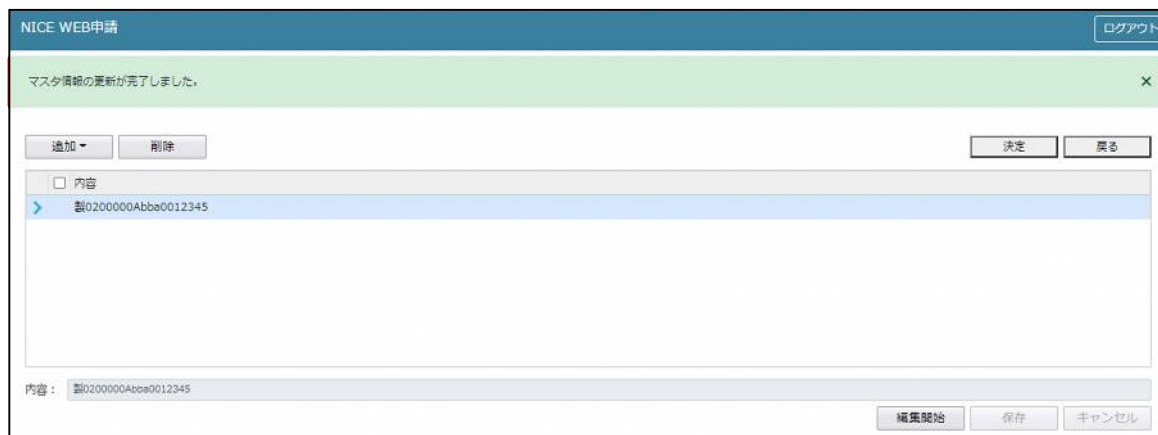 NICE WEB申請
ログアウト
マスタ情報の更新が完了しました。
×
追加
削除
決定
戻る
内容
製0200000Abba0012345
内容：
製0200000Abba0012345
編集開始
保存
キャンセル